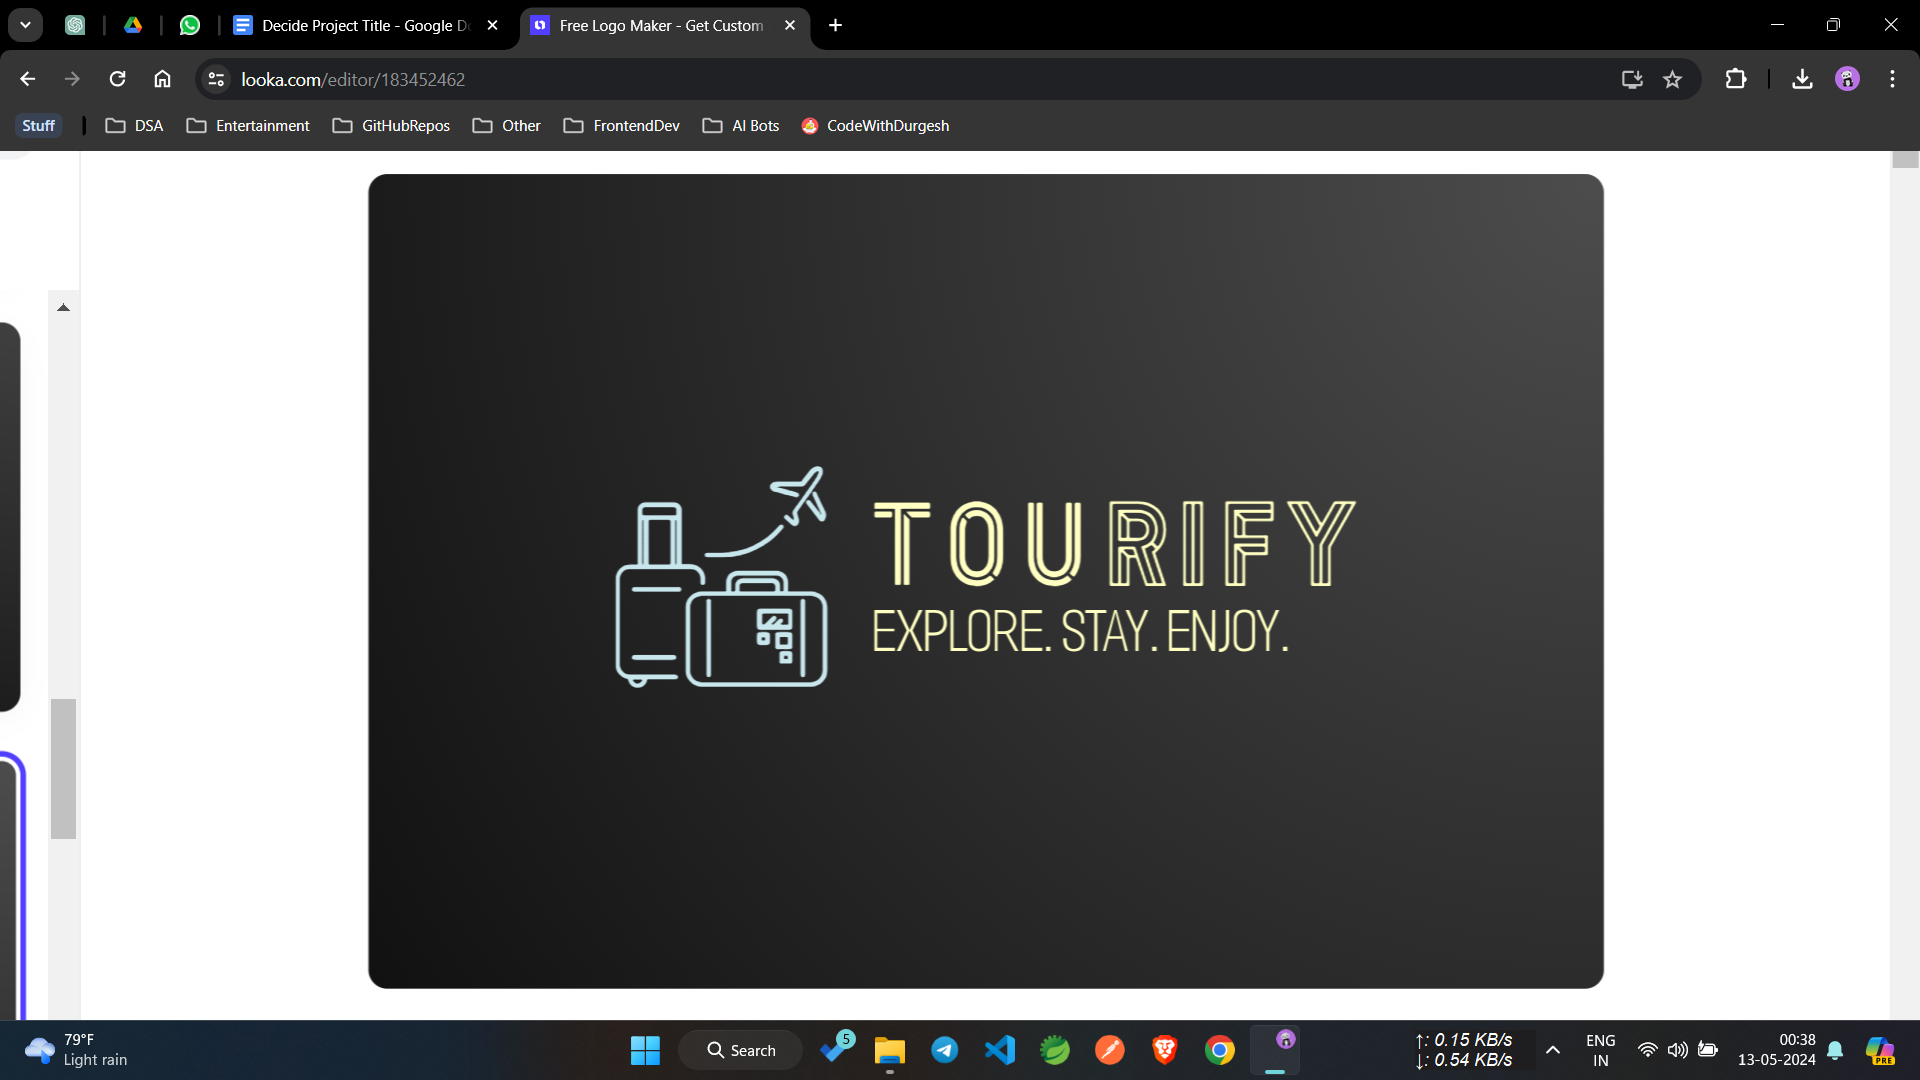 Decide Project Title - Google Do
Free Logo Maker - Get Custom
looka.com/editor/183452462
Stuff
DSA
Entertainment
GitHubRepos
Other
FrontendDev
AI Bots
CodeWithDurgesh
TOURIFY
EXPLORE. STAY. ENJOY.
79°F
Light rain
Search
5
↑: 0.15 KB/s
↓: 0.54 KB/s
ENG
IN
00:38
13-05-2024
PRE